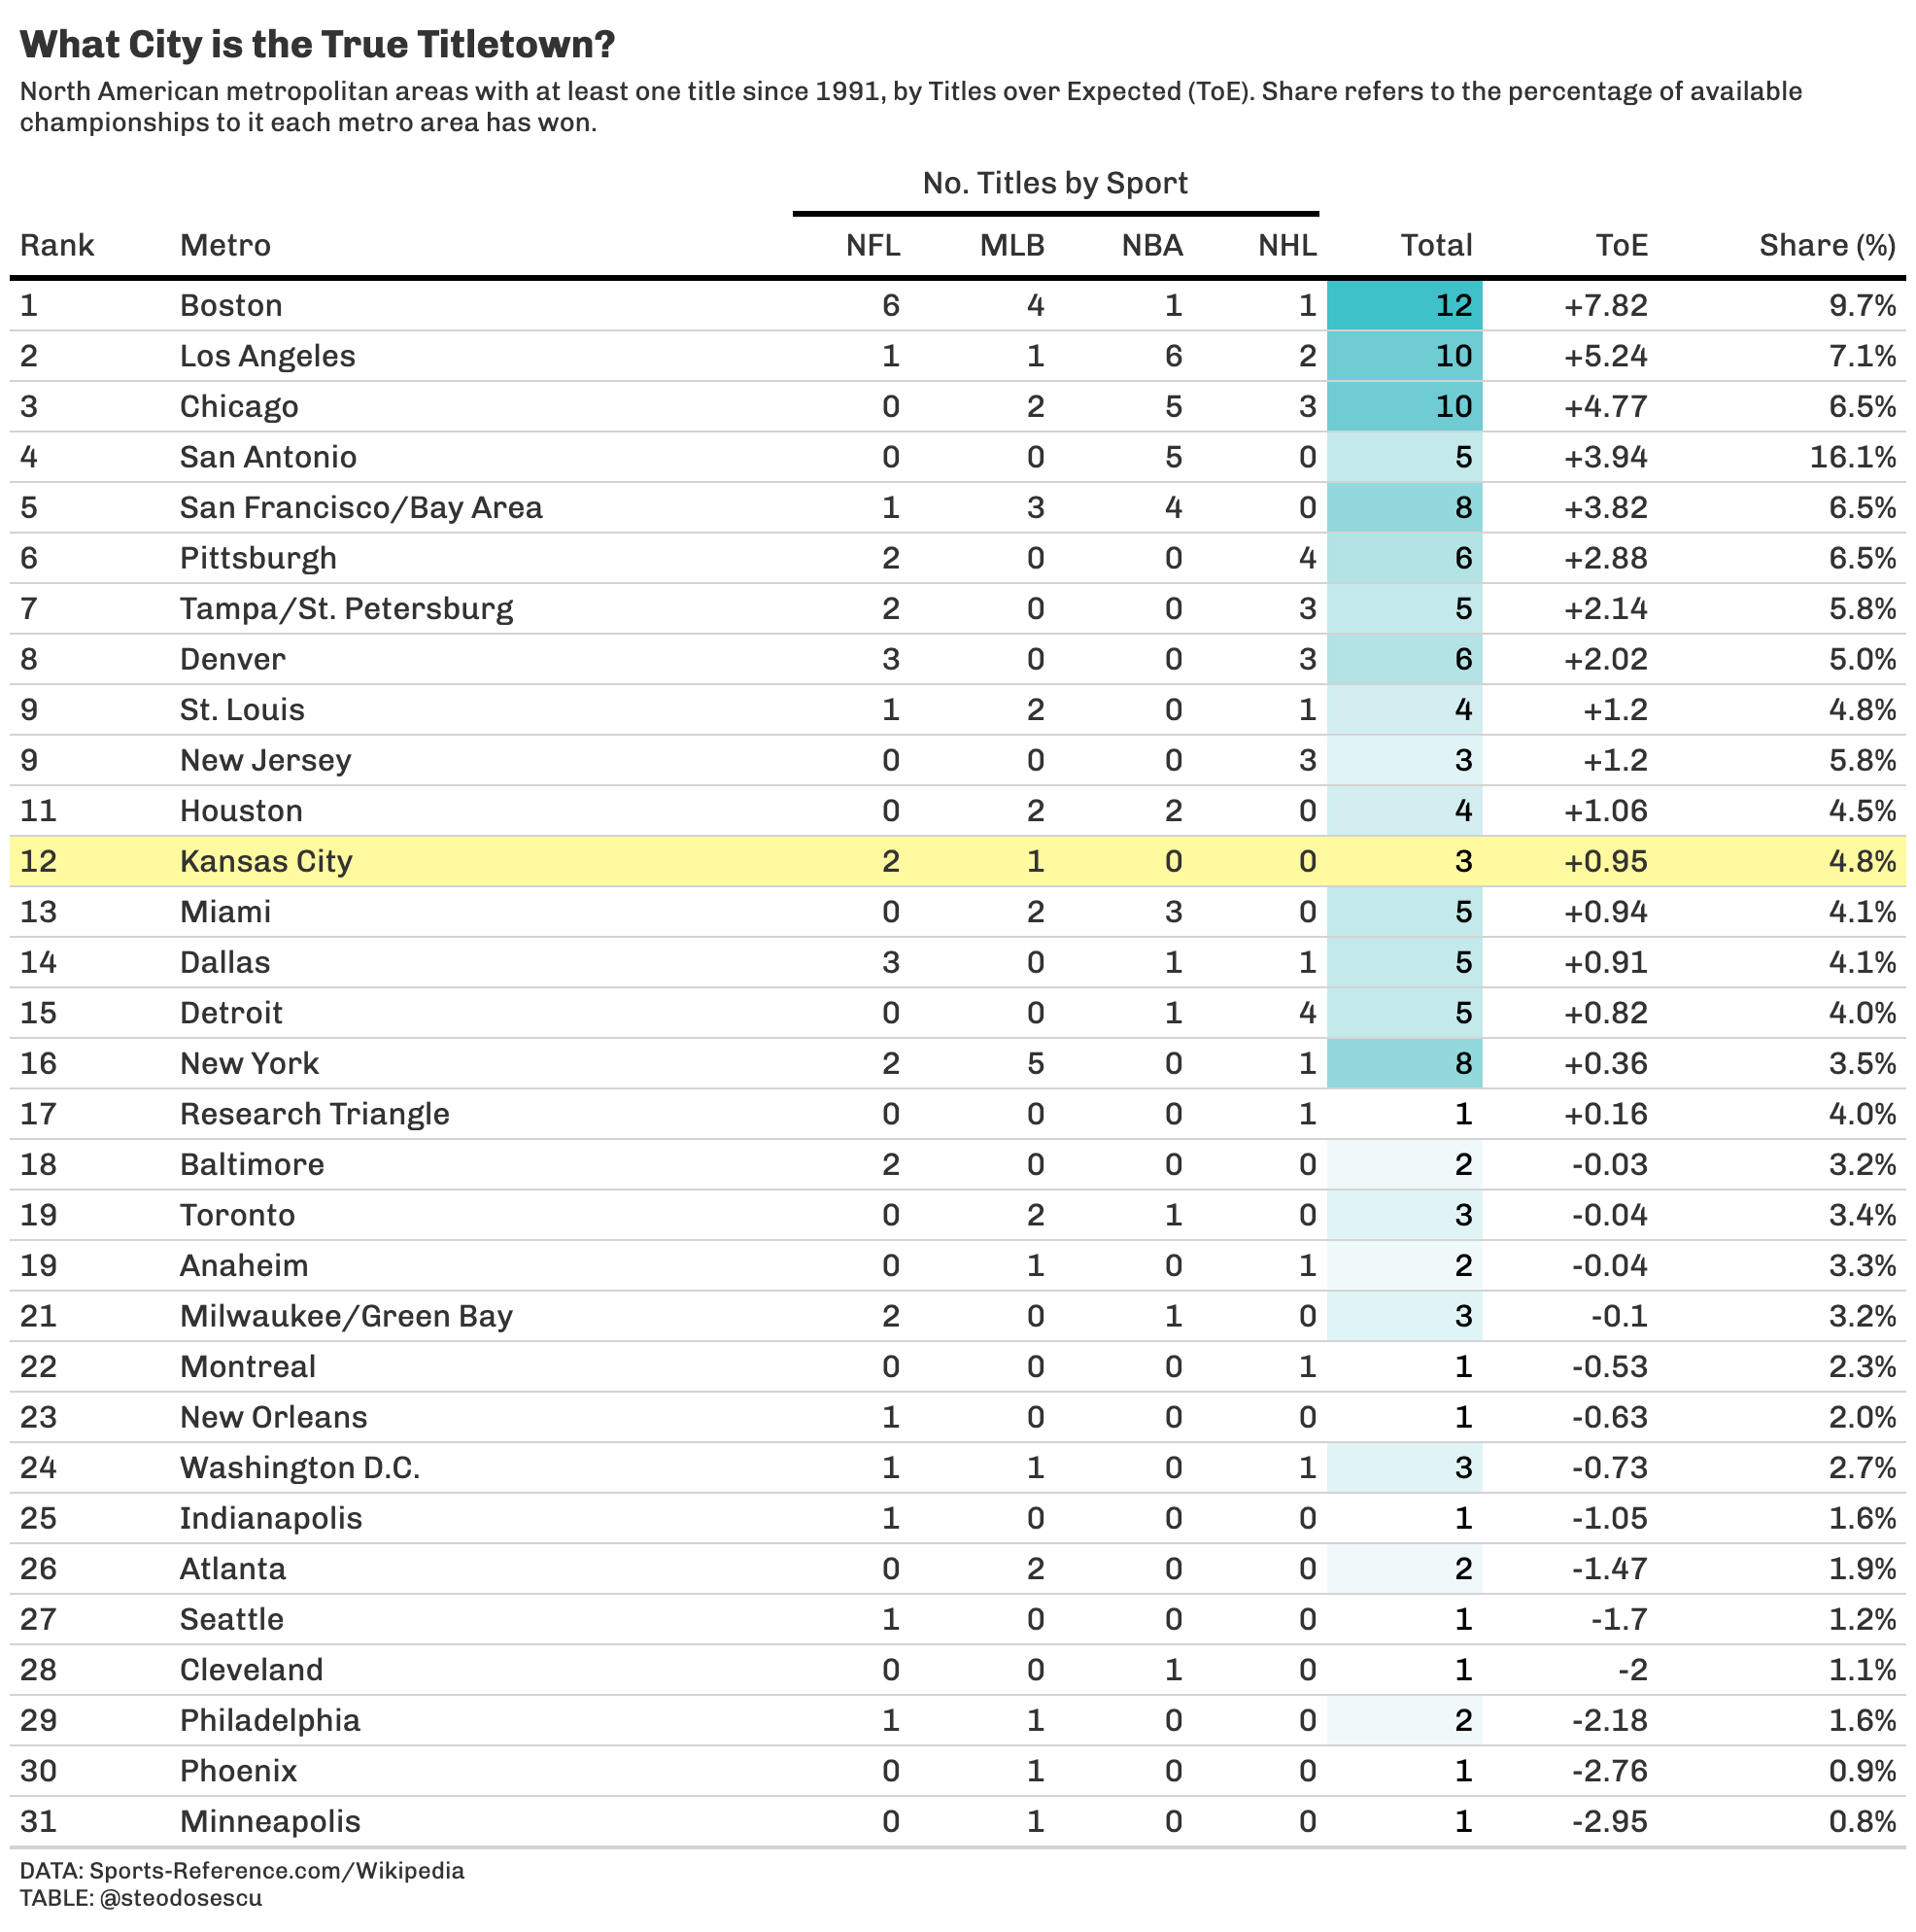 What City is the True Titletown?
North American metropolitan areas with at least one title since 1991, by Titles over Expected (ToE). Share refers to the percentage of available
championships to it each metro area has won.
No. Titles by Sport
Rank Metro NFL MLB NBA NHL Total ToE Share (%)
1 Boston 6 4 1 1 12 +7.82 9.7%
2 Los Angeles 1 1 6 2 10 +5.24 7.1%
3 Chicago 0 2 5 3 10 +4.77 6.5%
4 San Antonio 0 0 5 0 5 +3.94 16.1%
5 San Francisco/Bay Area 1 3 4 0 8 +3.82 6.5%
6 Pittsburgh 2 0 0 4 6 +2.88 6.5%
7 Tampa/St. Petersburg 2 0 0 3 5 +2.14 5.8%
8 Denver 3 0 0 3 6 +2.02 5.0%
9 St. Louis 1 2 0 1 4 +1.2 4.8%
9 New Jersey 0 0 0 3 3 +1.2 5.8%
11 Houston 0 2 2 0 4 +1.06 4.5%
12 Kansas City 2 1 0 0 3 +0.95 4.8%
13 Miami 0 2 3 0 5 +0.94 4.1%
14 Dallas 3 0 1 1 5 +0.91 4.1%
15 Detroit 0 0 1 4 5 +0.82 4.0%
16 New York 2 5 0 1 8 +0.36 3.5%
17 Research Triangle 0 0 0 1 1 +0.16 4.0%
18 Baltimore 2 0 0 0 2 -0.03 3.2%
19 Toronto 0 2 1 0 3 -0.04 3.4%
19 Anaheim 0 1 0 1 2 -0.04 3.3%
21 Milwaukee/Green Bay 2 0 1 0 3 -0.1 3.2%
22 Montreal 0 0 0 1 1 -0.53 2.3%
23 New Orleans 1 0 0 0 1 -0.63 2.0%
24 Washington D.C. 1 1 0 1 3 -0.73 2.7%
25 Indianapolis 1 0 0 0 1 -1.05 1.6%
26 Atlanta 0 2 0 0 2 -1.47 1.9%
27 Seattle 1 0 0 0 1 -1.7 1.2%
28 Cleveland 0 0 1 0 1 -2 1.1%
29 Philadelphia 1 1 0 0 2 -2.18 1.6%
30 Phoenix 0 1 0 0 1 -2.76 0.9%
31 Minneapolis 0 1 0 0 1 -2.95 0.8%
DATA: Sports-Reference.com/Wikipedia
TABLE: @steodosescu